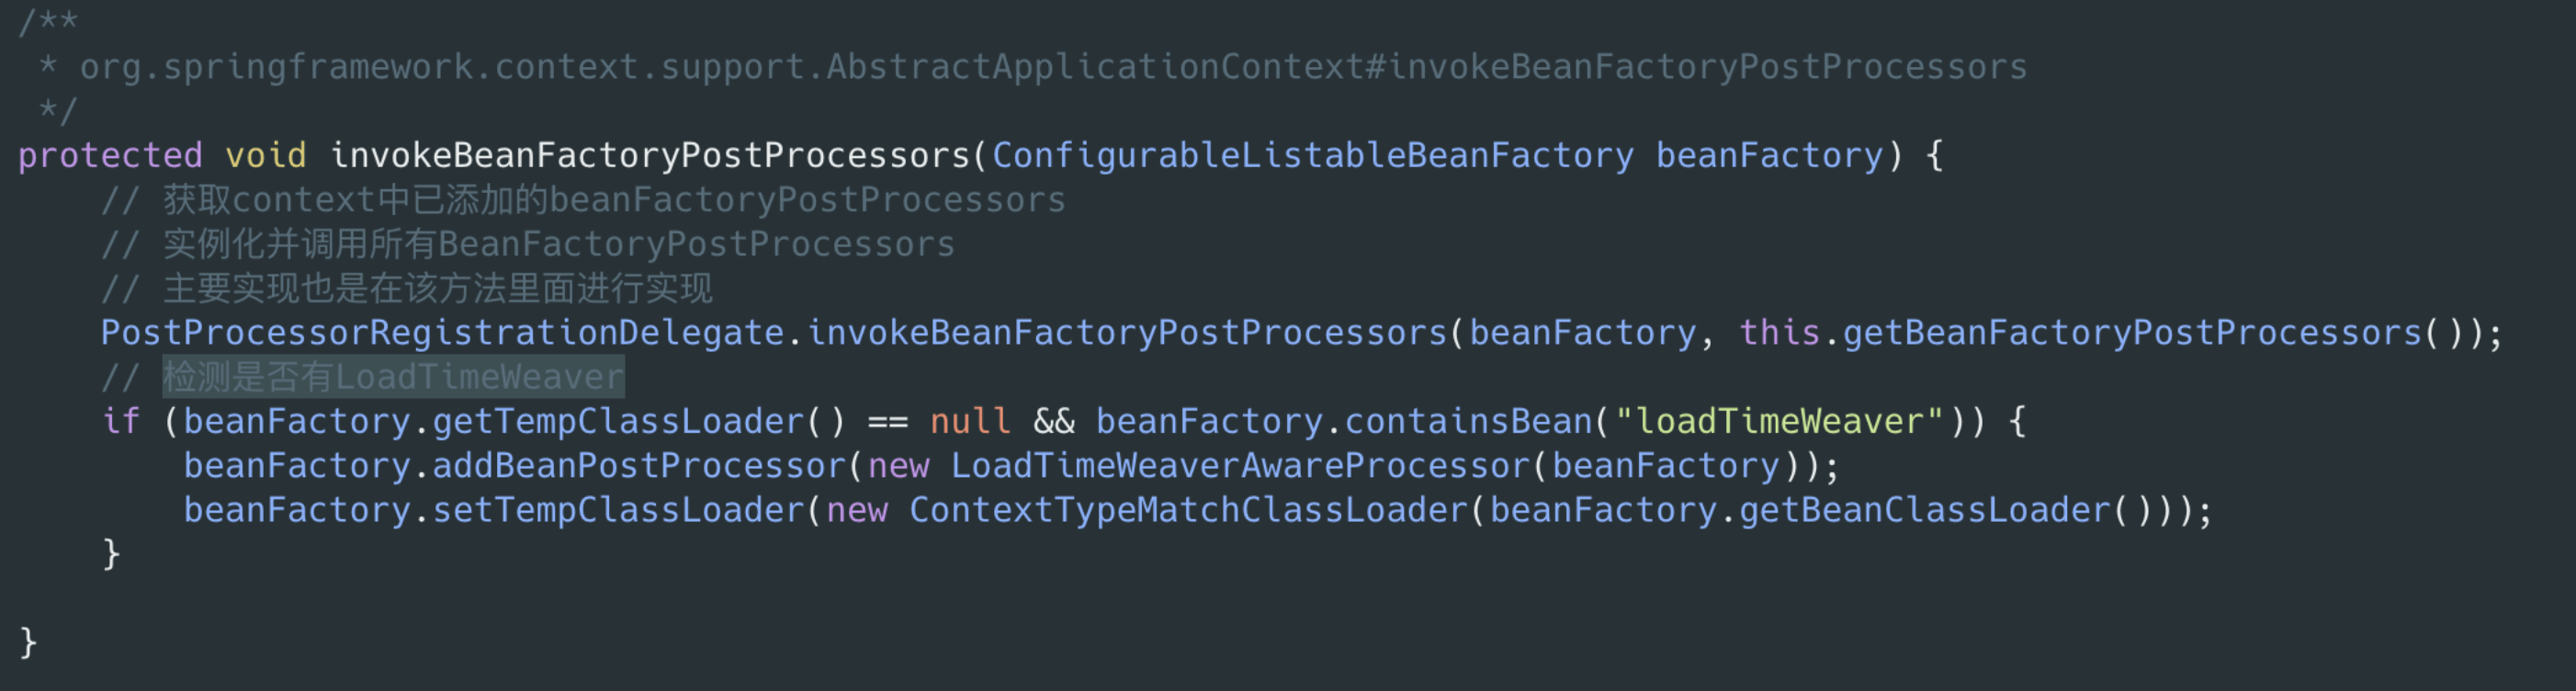 /**
 * org.springframework.context.support.AbstractApplicationContext#invokeBeanFactoryPostProcessors
 */
protected void invokeBeanFactoryPostProcessors(ConfigurableListableBeanFactory beanFactory) {
    // 获取context中已添加的beanFactoryPostProcessors
    // 实例化并调用所有BeanFactoryPostProcessors
    // 主要实现也是在该方法里面进行实现
    PostProcessorRegistrationDelegate.invokeBeanFactoryPostProcessors(beanFactory, this.getBeanFactoryPostProcessors());
    // 检测是否有LoadTimeWeaver
    if (beanFactory.getTempClassLoader() == null && beanFactory.containsBean("loadTimeWeaver")) {
        beanFactory.addBeanPostProcessor(new LoadTimeWeaverAwareProcessor(beanFactory));
        beanFactory.setTempClassLoader(new ContextTypeMatchClassLoader(beanFactory.getBeanClassLoader()));
    }

}